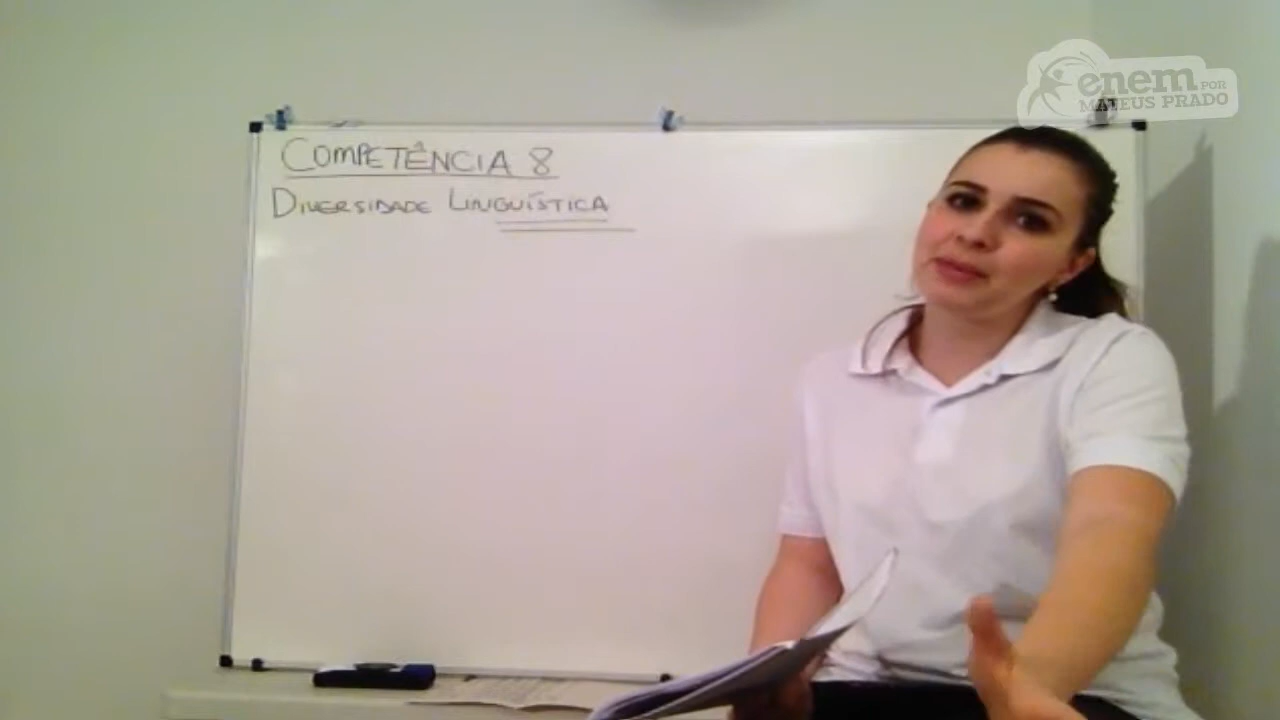 enem POR
MATEUS PRADO
COMPETÊNCIA 8
DIVERSIDADE LINGUÍSTICA